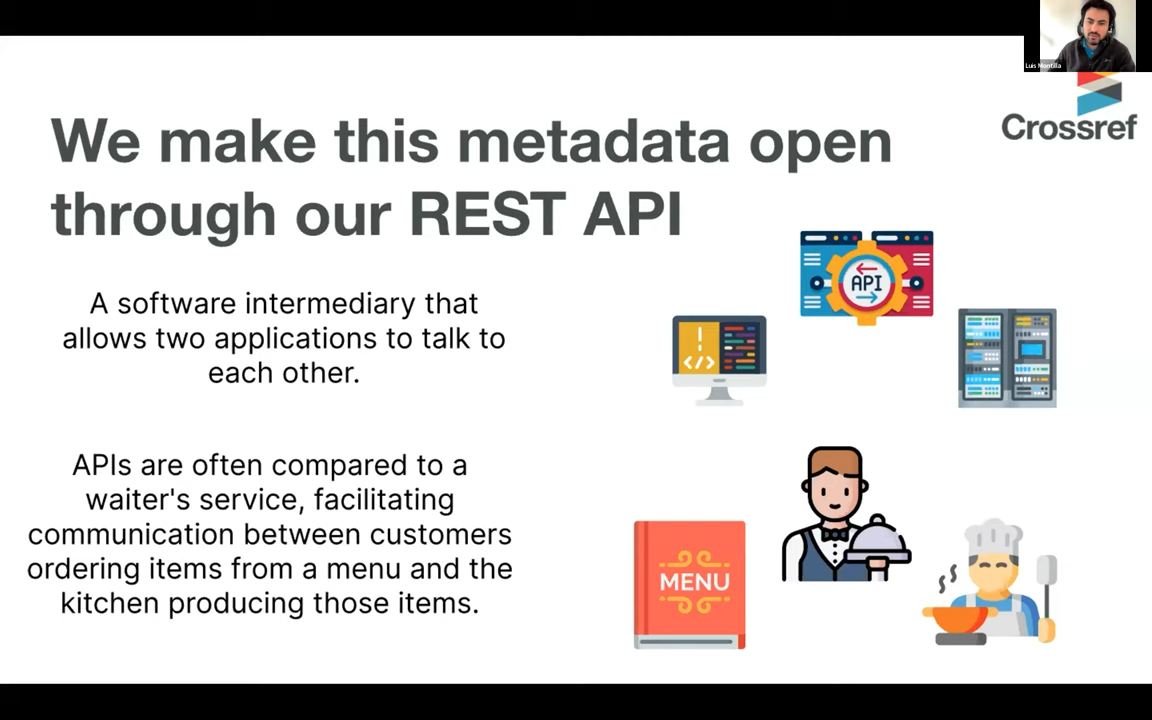 Luis Montilla
Crossref
We make this metadata open
through our REST API
A software intermediary that
allows two applications to talk to
each other.
API
</>
APIs are often compared to a
waiter's service, facilitating
communication between customers
ordering items from a menu and the
kitchen producing those items.
MENU